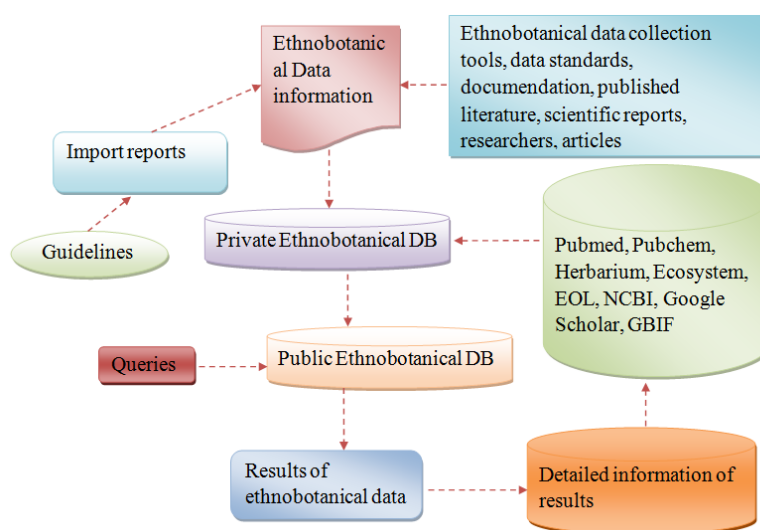 Ethnobotanic
al Data
information
Ethnobotanical data collection
tools, data standards,
documendation, published
literature, scientific reports,
researchers, articles
Import reports
Guidelines
Private Ethnobotanical DB
Pubmed, Pubchem,
Herbarium, Ecosystem,
EOL, NCBI, Google
Scholar, GBIF
Queries
Public Ethnobotanical DB
Results of
ethnobotanical data
Detailed information of
results